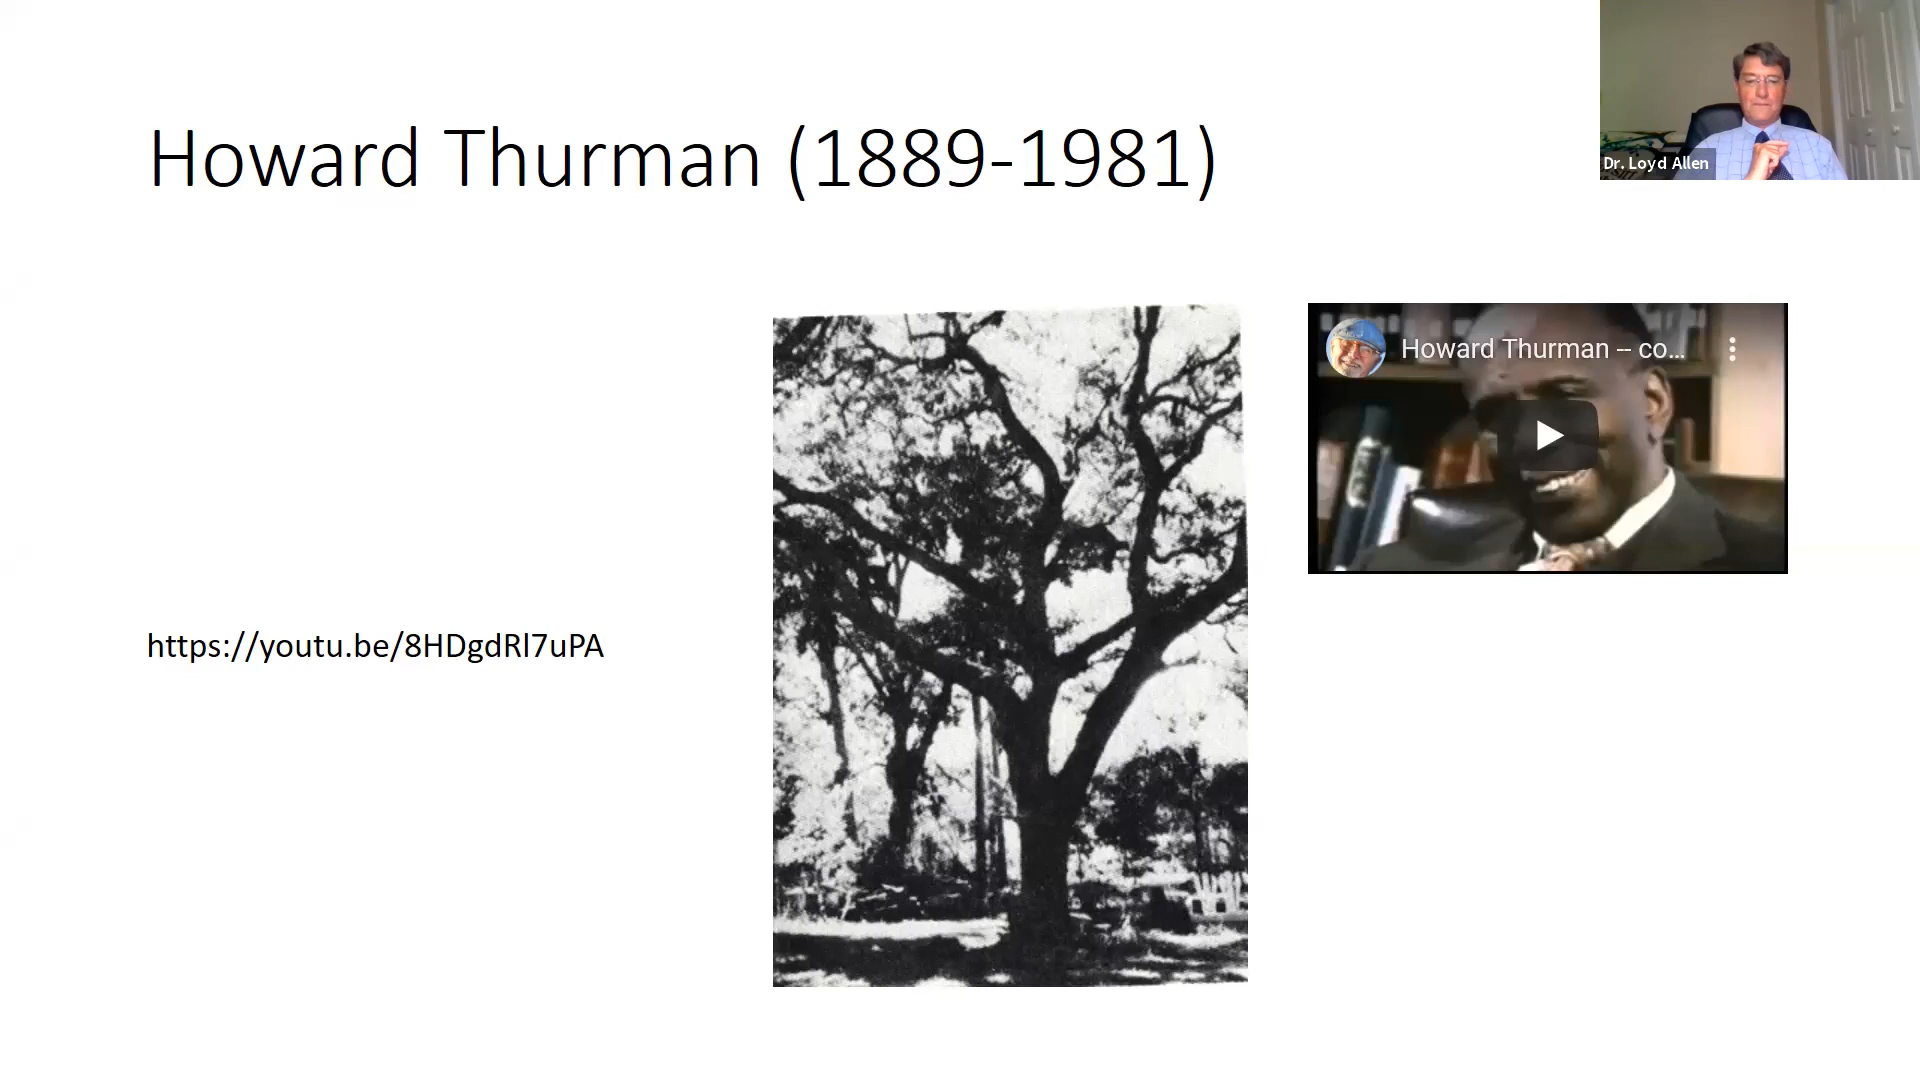 Howard Thurman (1889-1981)
Dr. Loyd Allen
Howard Thurman -- co...
https://youtu.be/8HDgdRl7uPA